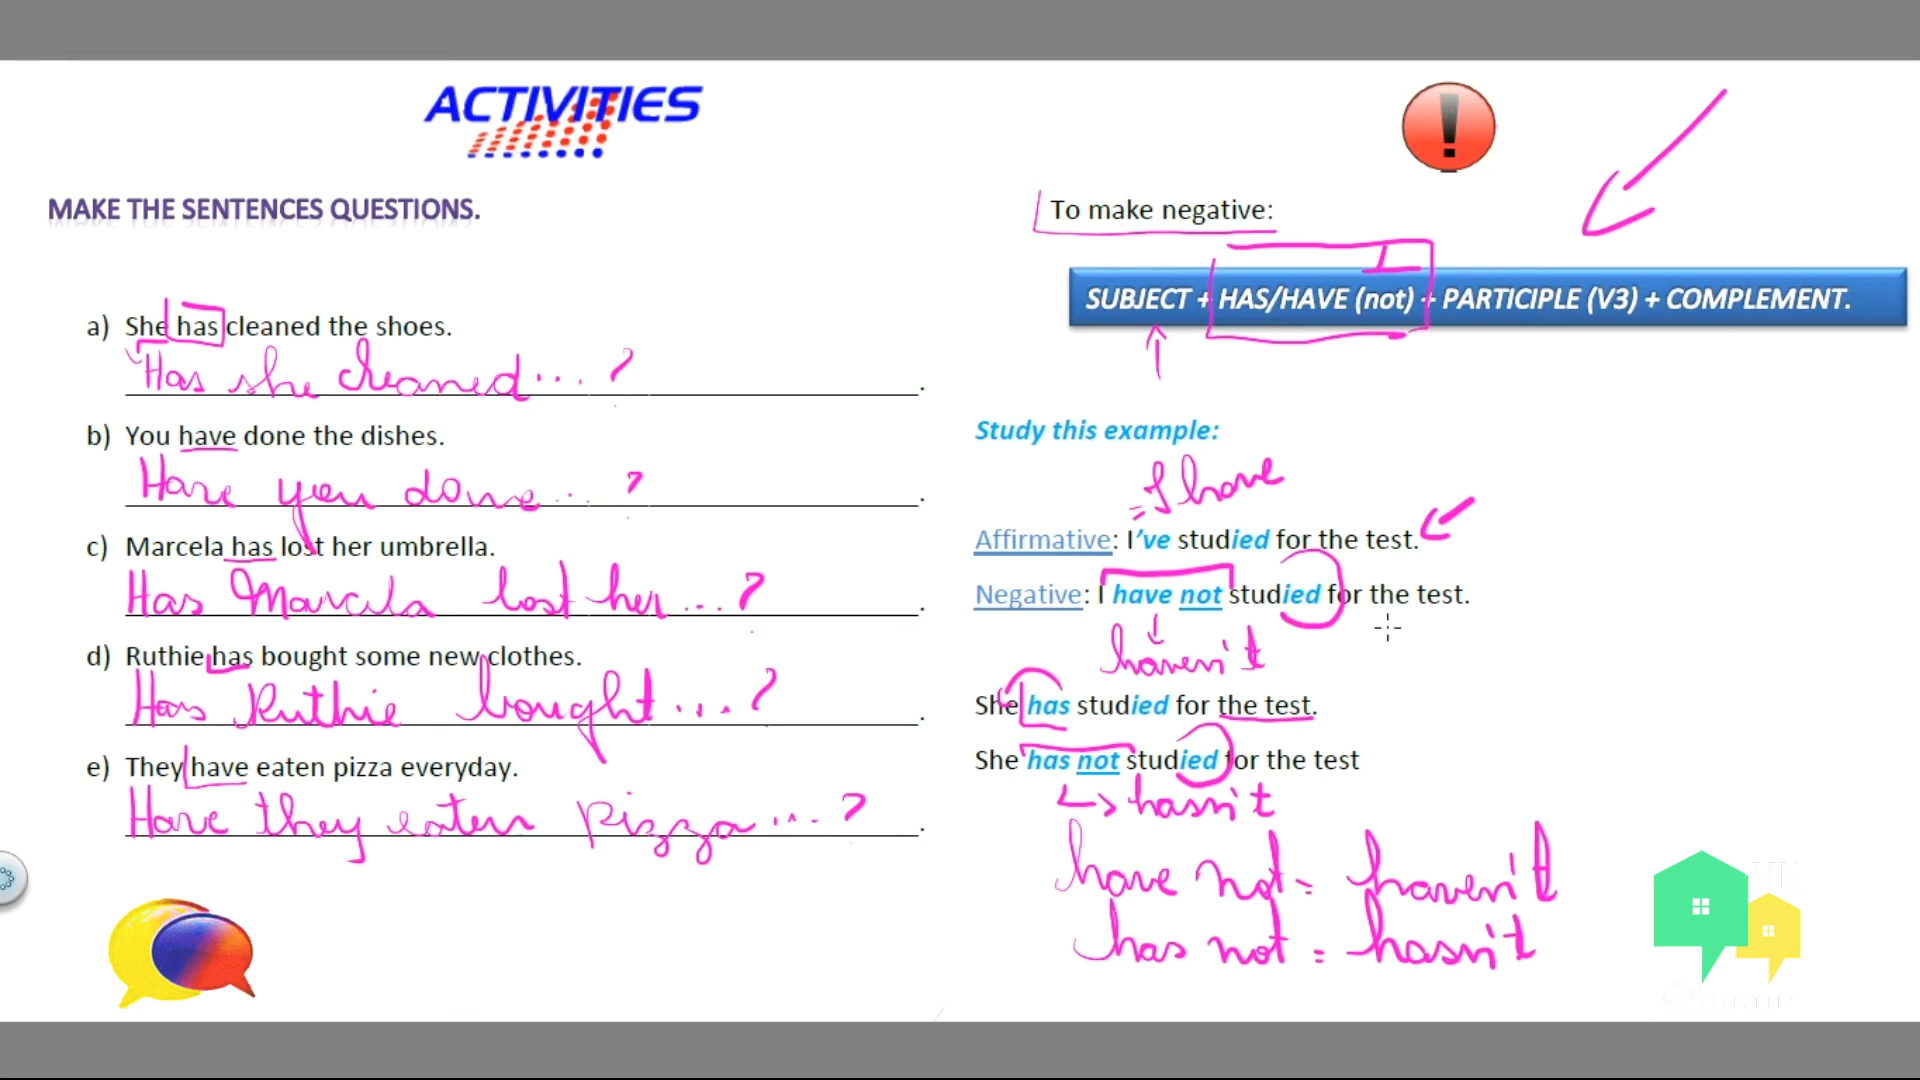 ACTIVITIES
MAKE THE SENTENCES QUESTIONS.
a) She has cleaned the shoes.
Has she cleaned...?
b) You have done the dishes.
Have you done...?
c) Marcela has lost her umbrella.
Has Marcela lost her...?
d) Ruthie has bought some new clothes.
Has Ruthie bought...?
e) They have eaten pizza everyday.
Have they eaten pizza...?
To make negative:
SUBJECT + HAS/HAVE (not) + PARTICIPLE (V3) + COMPLEMENT.
Study this example:
= I have
Affirmative: I've studied for the test.
Negative: I have not studied for the test.
haven't
She has studied for the test.
She has not studied for the test
hasn't
have not = haven't
has not = hasn't